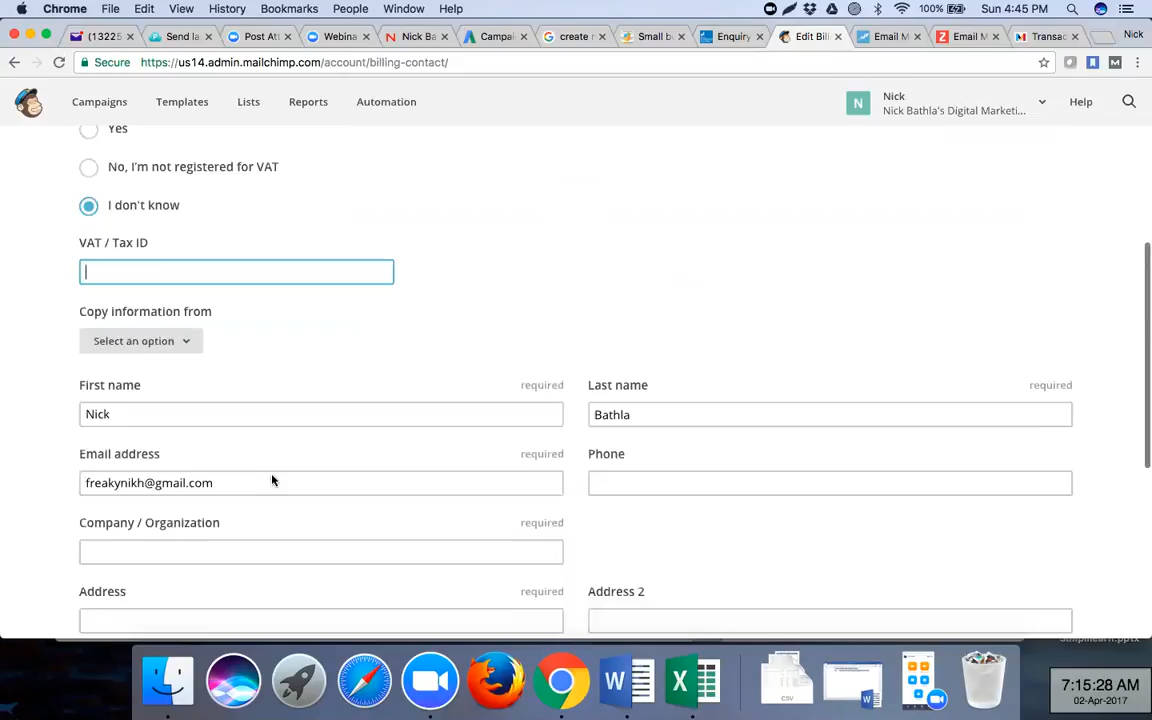 Chrome File Edit View History Bookmarks People Window Help 100% Sun 4:45 PM
(13225 Send la Post Att Webina Nick Ba Campai create r Small b Enquiry Edit Bil Email M Email M Transac Nick
Secure https://us14.admin.mailchimp.com/account/billing-contact/
Campaigns Templates Lists Reports Automation N Nick Help
Nick Bathla's Digital Marketi...
Yes
No, I'm not registered for VAT
I don't know
VAT / Tax ID
Copy information from
Select an option
First name required Last name required
Nick Bathla
Email address required Phone
freakynikh@gmail.com
Company / Organization required
Address required Address 2
CSV
W X W
7:15:28 AM
02-Apr-2017